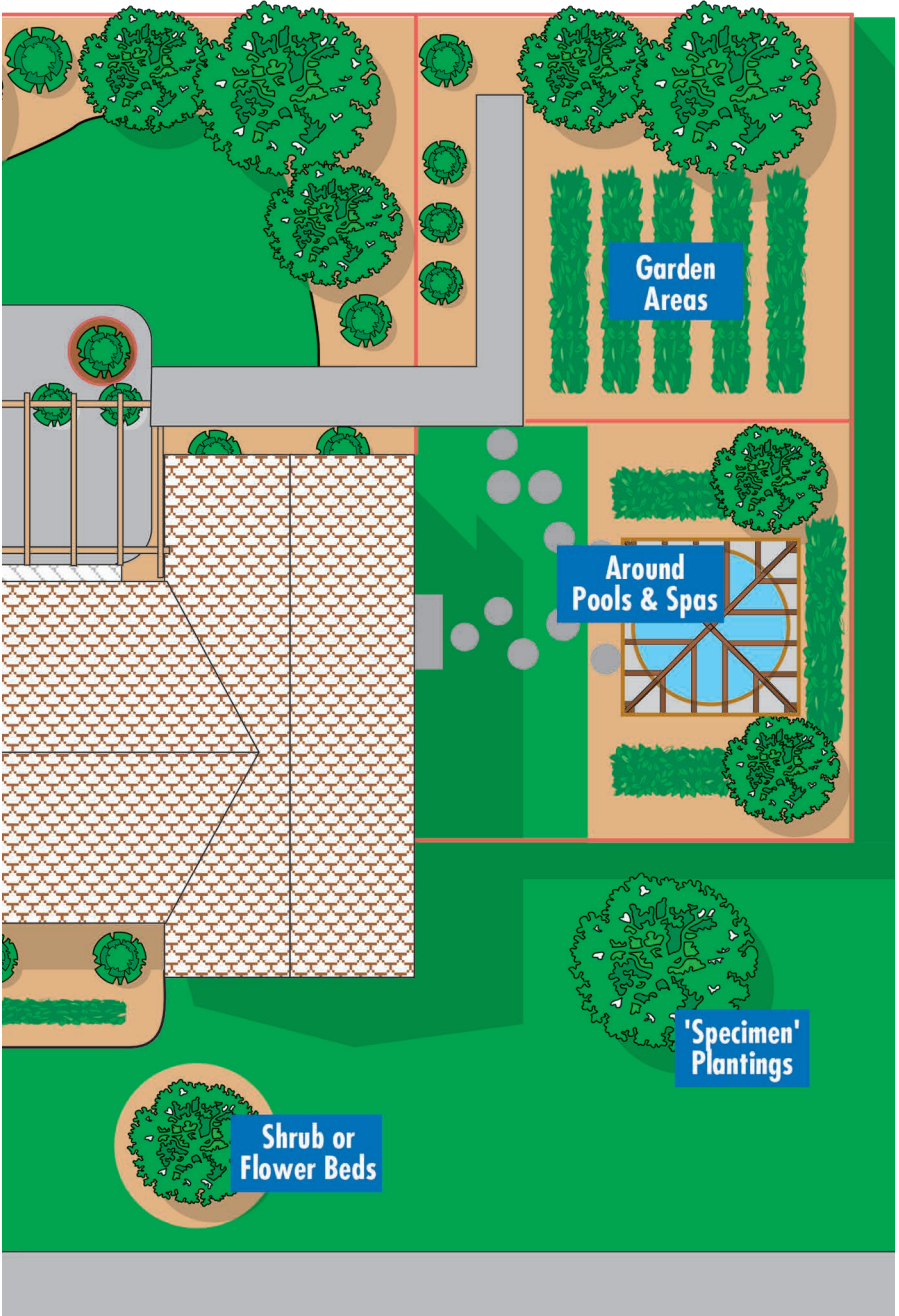 Garden
Areas
Around
Pools & Spas
'Specimen'
Plantings
Shrub or
Flower Beds